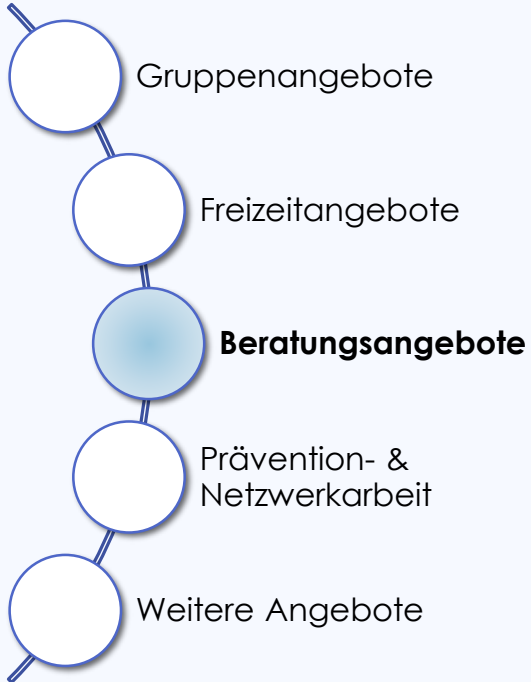 Gruppenangebote
Freizeitangebote
Beratungsangebote
Prävention- &
Netzwerkarbeit
Weitere Angebote